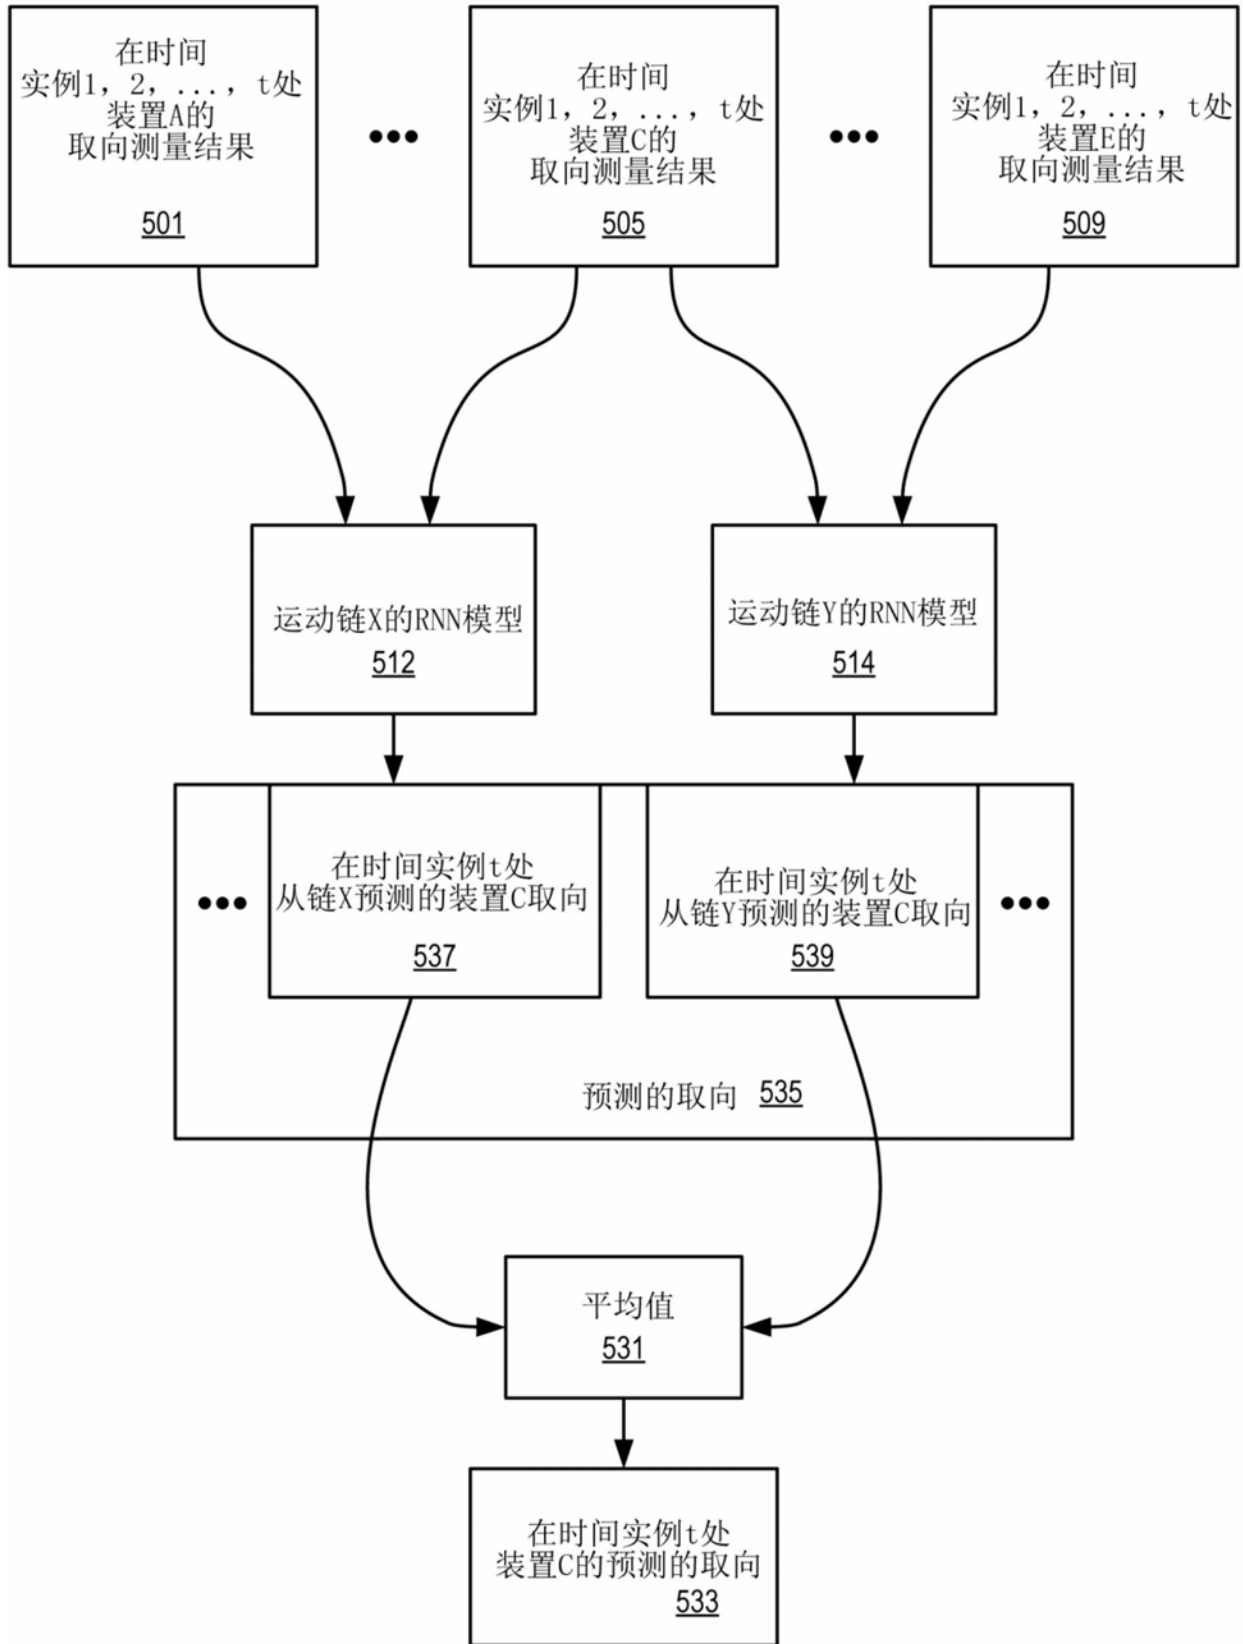 在时间
实例1, 2, ..., t处
装置A的
取向测量结果
501
•••
在时间
实例1, 2, ..., t处
装置C的
取向测量结果
505
•••
在时间
实例1, 2, ..., t处
装置E的
取向测量结果
509
运动链X的RNN模型
512
运动链Y的RNN模型
514
•••
在时间实例t处
从链X预测的装置C取向
537
在时间实例t处
从链Y预测的装置C取向
539
•••
预测的取向 535
平均值
531
在时间实例t处
装置C的预测的取向
533